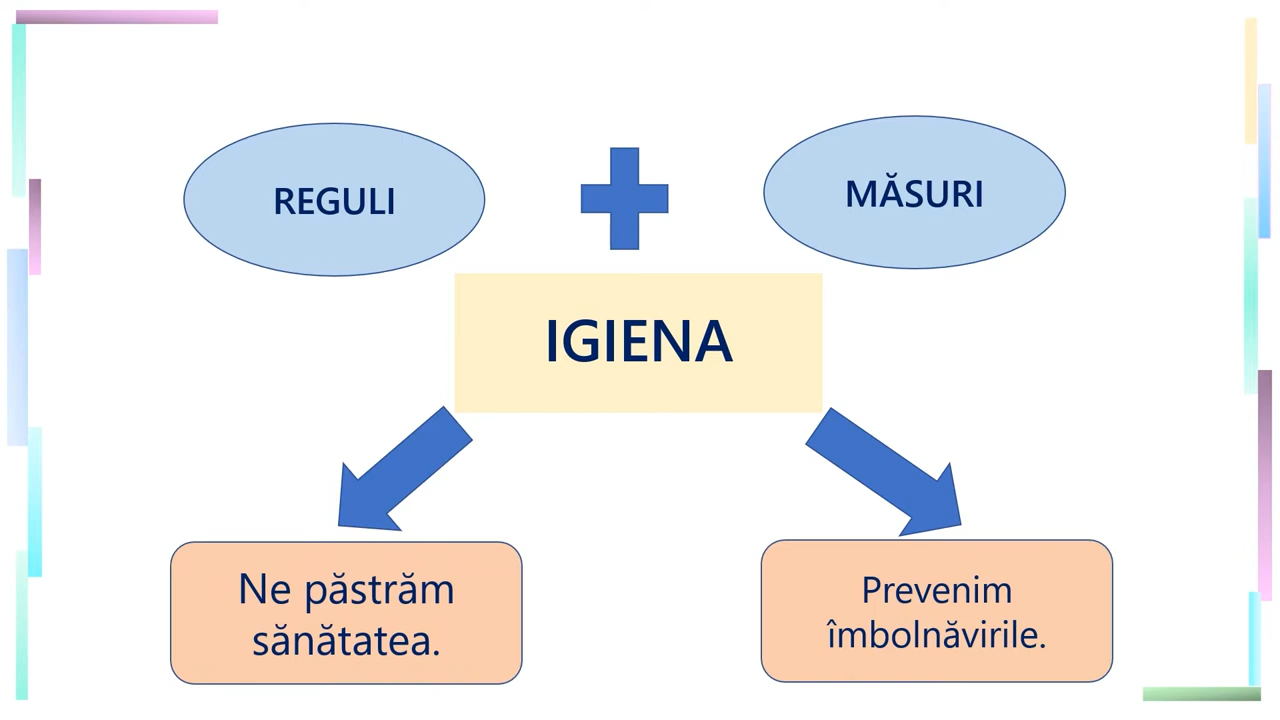 REGULI
MĂSURI
IGIENA
Ne păstrăm
sănătatea.
Prevenim
îmbolnăvirile.